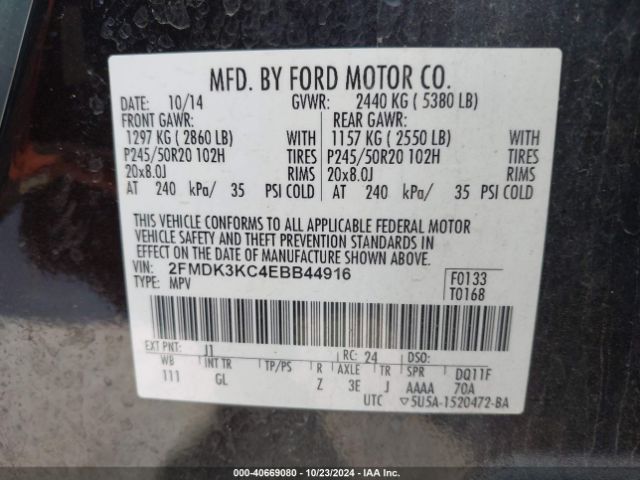 MFD. BY FORD MOTOR CO.
DATE: 10/14 GVWR: 2440 KG ( 5380 LB)
FRONT GAWR: REAR GAWR:
1297 KG ( 2860 LB) WITH 1157 KG ( 2550 LB) WITH
P245/50R20 102H TIRES P245/50R20 102H TIRES
20x8.0J RIMS 20x8.0J RIMS
AT 240 kPa/ 35 PSI COLD AT 240 kPa/ 35 PSI COLD
THIS VEHICLE CONFORMS TO ALL APPLICABLE FEDERAL MOTOR
VEHICLE SAFETY AND THEFT PREVENTION STANDARDS IN
EFFECT ON THE DATE OF MANUFACTURE SHOWN ABOVE.
VIN: 2FMDK3KC4EBB44916 F0133
TYPE: MPV T0168
EXT PNT: J1 RC: 24 DSO:
WB INT TR TP/PS R AXLE TR SPR DQ11F
111 GL Z 3E J AAAA 70A
UTC ▽5U5A-1520472-BA
000-40669080 - 10/23/2024 - IAA Inc.